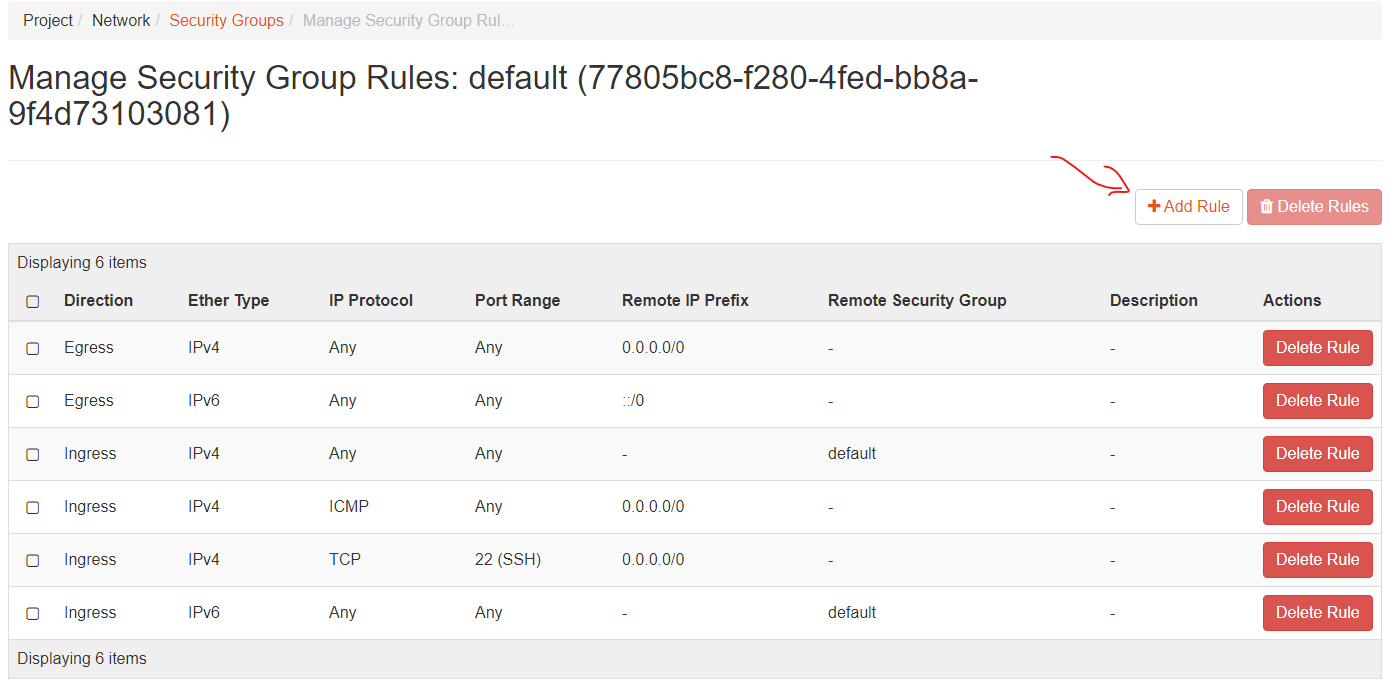 Project / Network / Security Groups / Manage Security Group Rul...
Manage Security Group Rules: default (77805bc8-f280-4fed-bb8a-
9f4d73103081)
Add Rule Delete Rules
Displaying 6 items
Direction Ether Type IP Protocol Port Range Remote IP Prefix Remote Security Group Description Actions
Egress IPv4 Any Any 0.0.0.0/0 - - Delete Rule
Egress IPv6 Any Any ::/0 - - Delete Rule
Ingress IPv4 Any Any - default - Delete Rule
Ingress IPv4 ICMP Any 0.0.0.0/0 - - Delete Rule
Ingress IPv4 TCP 22 (SSH) 0.0.0.0/0 - - Delete Rule
Ingress IPv6 Any Any - default - Delete Rule
Displaying 6 items